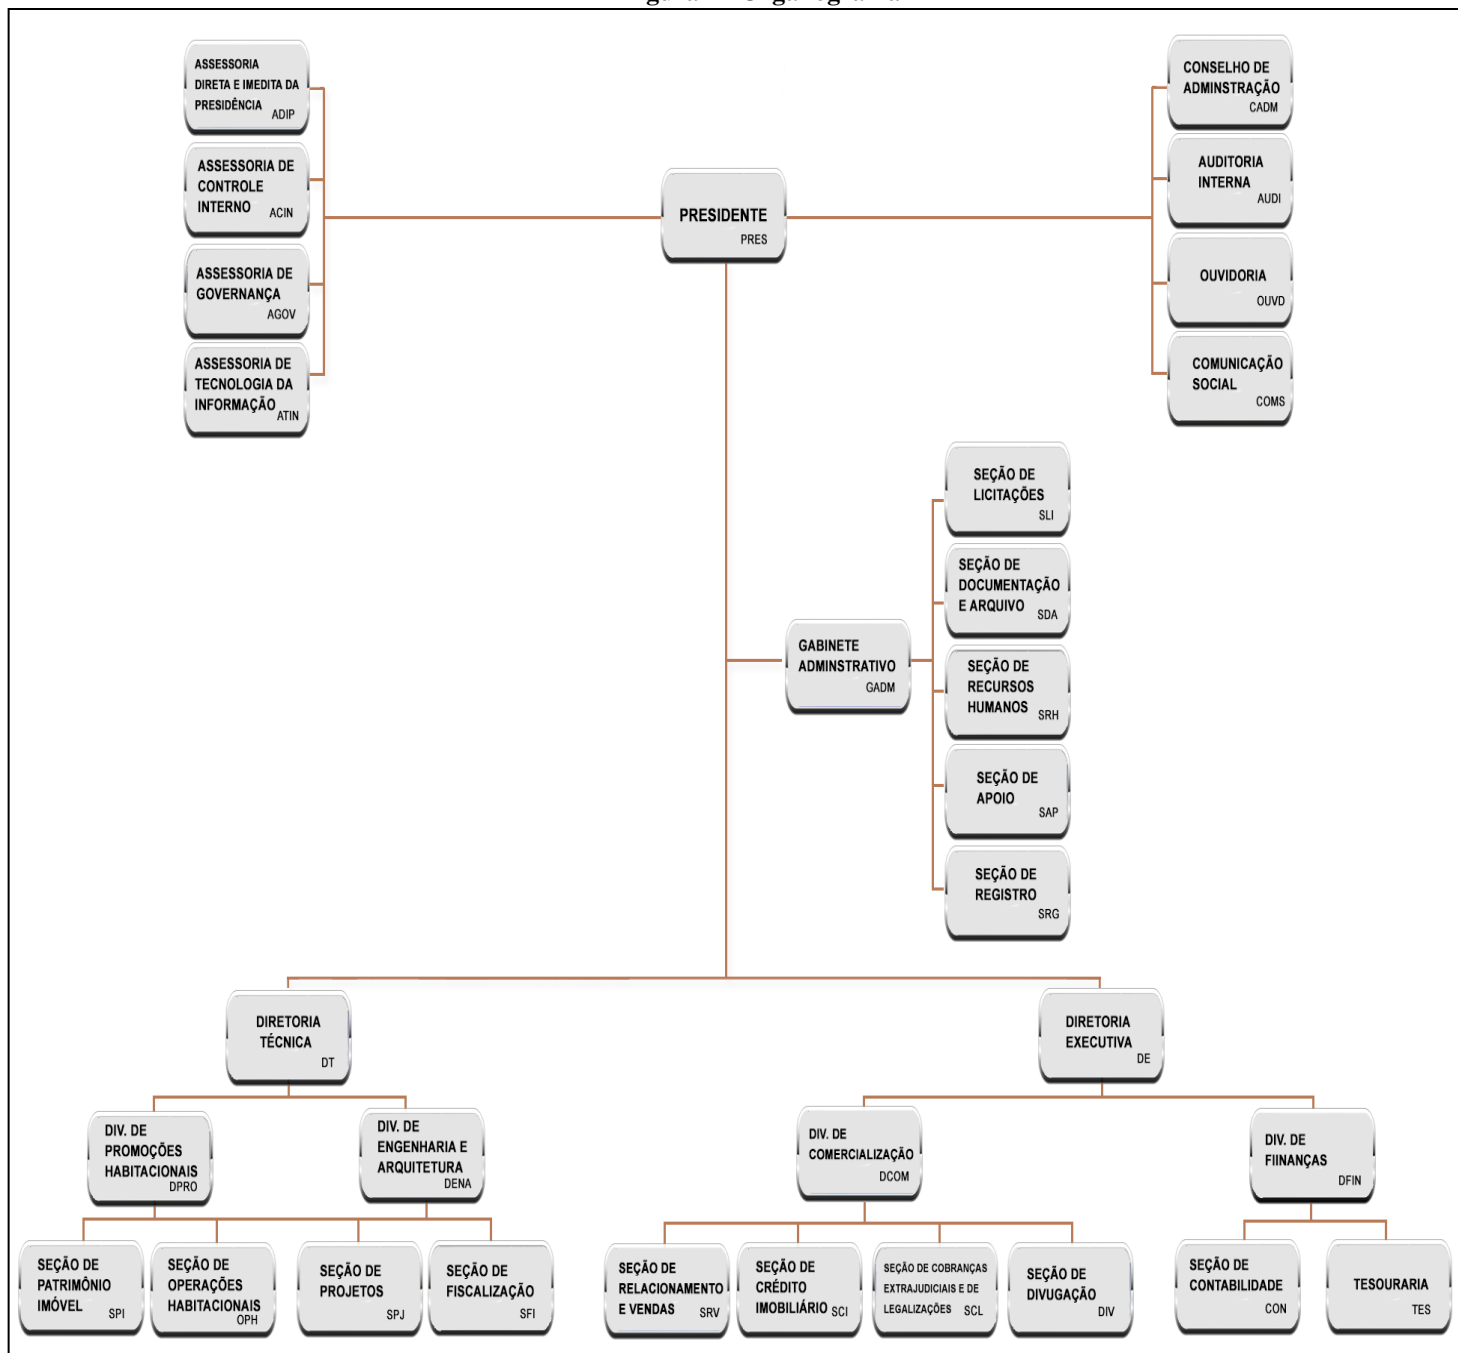 ASSESSORIA
DIRETA E IMEDITA DA
PRESIDÊNCIA
ADIP
ASSESSORIA DE
CONTROLE
INTERNO
ACIN
ASSESSORIA DE
GOVERNANÇA
AGOV
ASSESSORIA DE
TECNOLOGIA DA
INFORMAÇÃO
ATIN
PRESIDENTE
PRES
CONSELHO DE
ADMINSTRAÇÃO
CADM
AUDITORIA
INTERNA
AUDI
OUVIDORIA
OUVD
COMUNICAÇÃO
SOCIAL
COMS
GABINETE
ADMINSTRATIVO
GADM
SEÇÃO DE
LICITAÇÕES
SLI
SEÇÃO DE
DOCUMENTAÇÃO
E ARQUIVO
SDA
SEÇÃO DE
RECURSOS
HUMANOS
SRH
SEÇÃO DE
APOIO
SAP
SEÇÃO DE
REGISTRO
SRG
DIRETORIA
TÉCNICA
DT
DIRETORIA
EXECUTIVA
DE
DIV. DE
PROMOÇÕES
HABITACIONAIS
DPRO
DIV. DE
ENGENHARIA E
ARQUITETURA
DENA
DIV. DE
COMERCIALIZAÇÃO
DCOM
DIV. DE
FIINANÇAS
DFIN
SEÇÃO DE
PATRIMÔNIO
IMÓVEL
SPI
SEÇÃO DE
OPERAÇÕES
HABITACIONAIS
OPH
SEÇÃO DE
PROJETOS
SPJ
SEÇÃO DE
FISCALIZAÇÃO
SFI
SEÇÃO DE
RELACIONAMENTO
E VENDAS
SRV
SEÇÃO DE
CRÉDITO
IMOBILIÁRIO
SCI
SEÇÃO DE COBRANÇAS
EXTRAJUDICIAIS E DE
LEGALIZAÇÕES
SCL
SEÇÃO DE
DIVUGAÇÃO
DIV
SEÇÃO DE
CONTABILIDADE
CON
TESOURARIA
TES